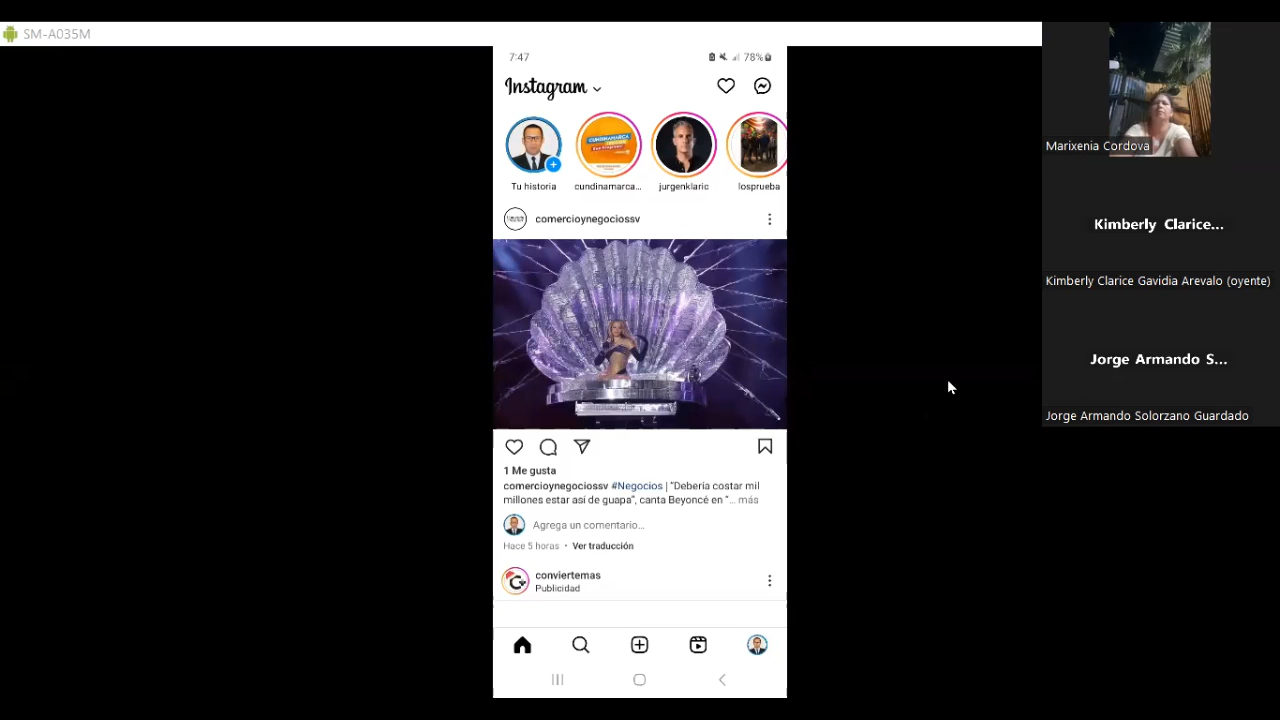 SM-A035M
7:47
78%
Instagram
Tu historia
cundinamarca...
jurgenklaric
losprueba
comercioynegociossv
1 Me gusta
comercioynegociossv #Negocios | "Debería costar mil
millones estar así de guapa", canta Beyoncé en "... más
Agrega un comentario...
Hace 5 horas • Ver traducción
conviertemas
Publicidad
Marixenia Cordova
Kimberly Clarice...
Kimberly Clarice Gavidia Arevalo (oyente)
Jorge Armando S...
Jorge Armando Solorzano Guardado